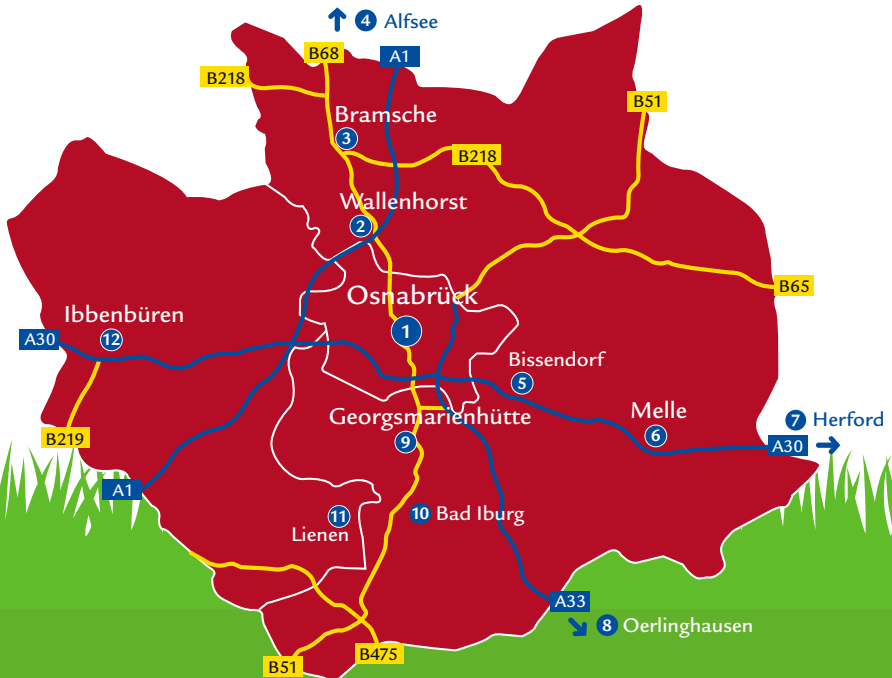 4 Alfsee
B68
A1
B218
B51
Bramsche
3
B218
Wallenhorst
2
B65
Osnabrück
1
Ibbenbüren
12
A30
Bissendorf
5
Melle
6
7 Herford
A30
Georgsmarienhütte
9
B219
A1
11
Lienen
10 Bad Iburg
A33
8 Oerlinghausen
B475
B51